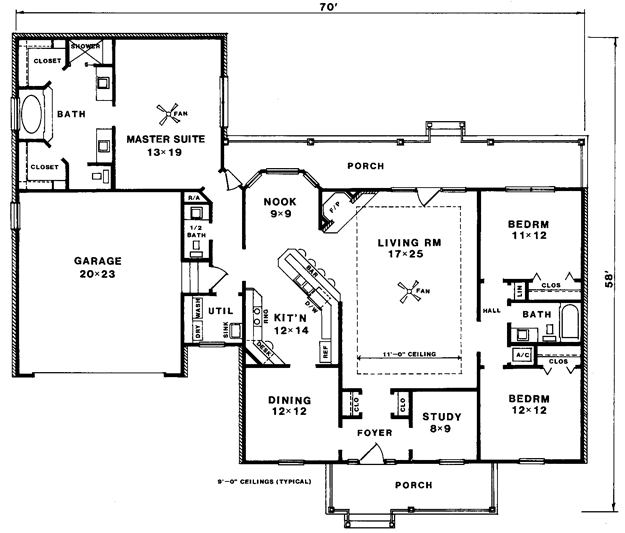 70'
SHOWER
CLOSET
BATH
FAN
MASTER SUITE
13×19
CLOSET
PORCH
R/A
NOOK
9×9
F/P
1/2
BATH
LIVING RM
17×25
BEDRM
11×12
GARAGE
20×23
BAR
FAN
LIN
CLOS
58'
HALL
BATH
WASH
DRY
UTIL
SINK
RNG
D/W
KIT'N
12×14
REF
DESK
11'-0" CEILING
A/C
CLOS
DINING
12×12
CLO
CLO
STUDY
8×9
BEDRM
12×12
FOYER
9'-0" CEILINGS (TYPICAL)
PORCH